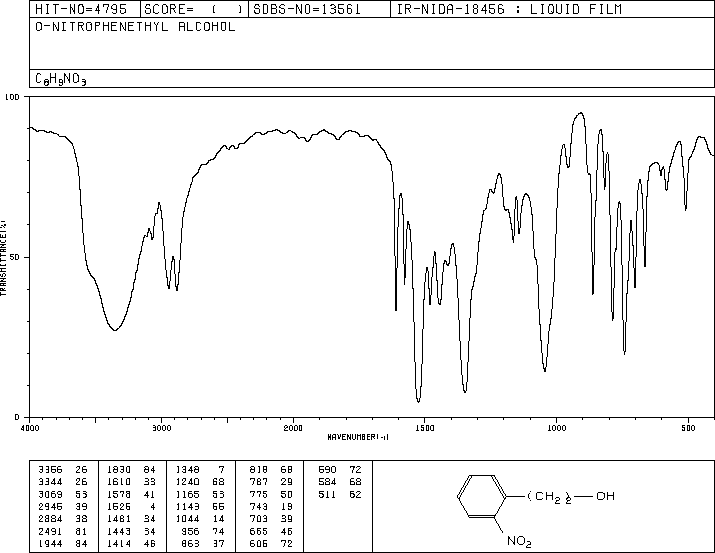 HIT-NO=4795 SCORE= ( ) SDBS-NO=13561 IR-NIDA-18456 : LIQUID FILM
O-NITROPHENETHYL ALCOHOL
C8H9NO3
100
50
0
TRANSMITTANCE(%)
4000 3000 2000 1500 1000 500
WAVENUMBER(-1)
3366 26 1830 84 1348 7 818 68 690 72
3344 26 1610 33 1240 68 787 29 584 68
3069 53 1578 41 1165 53 775 50 511 62
2945 39 1526 4 1143 55 743 19
2884 38 1481 34 1044 14 703 39
2491 81 1443 34 956 74 665 46
1944 84 1414 46 863 37 606 72
(CH2)2 OH
NO2